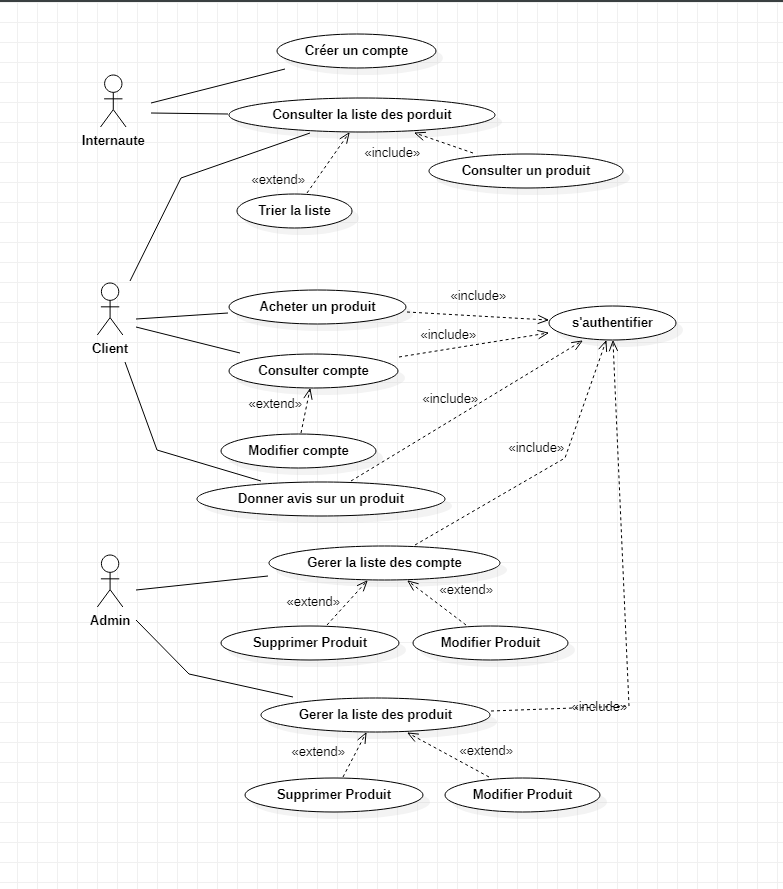 Créer un compte
Internaute
Consulter la liste des porduit
«include»
Consulter un produit
«extend»
Trier la liste
Client
Acheter un produit
«include»
s'authentifier
«include»
Consulter compte
«extend»
«include»
Modifier compte
«include»
Donner avis sur un produit
Admin
Gerer la liste des compte
«extend»
«extend»
Supprimer Produit
Modifier Produit
Gerer la liste des produit
«include»
«extend»
«extend»
Supprimer Produit
Modifier Produit